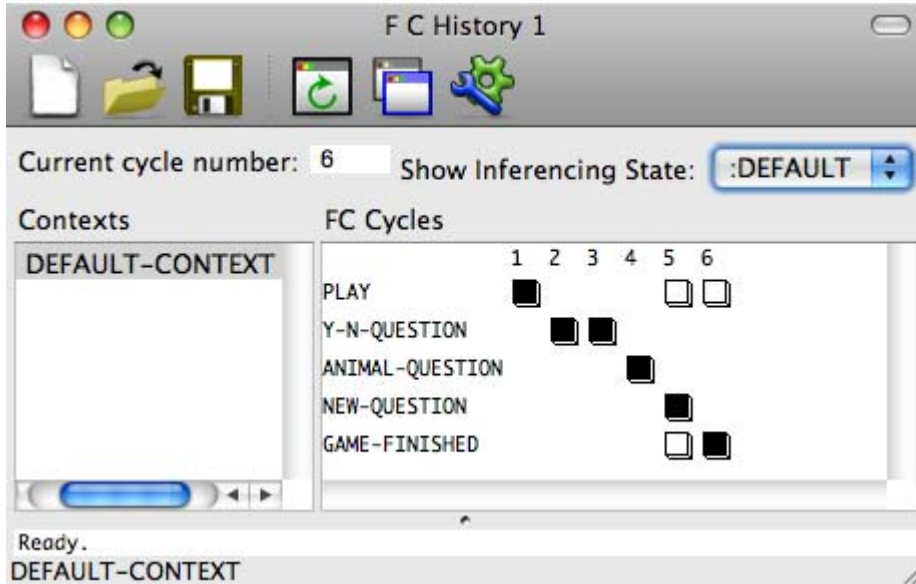 F C History 1
Current cycle number: 6 Show Inferencing State: :DEFAULT
Contexts FC Cycles
DEFAULT-CONTEXT
1 2 3 4 5 6
PLAY
Y-N-QUESTION
ANIMAL-QUESTION
NEW-QUESTION
GAME-FINISHED
Ready.
DEFAULT-CONTEXT